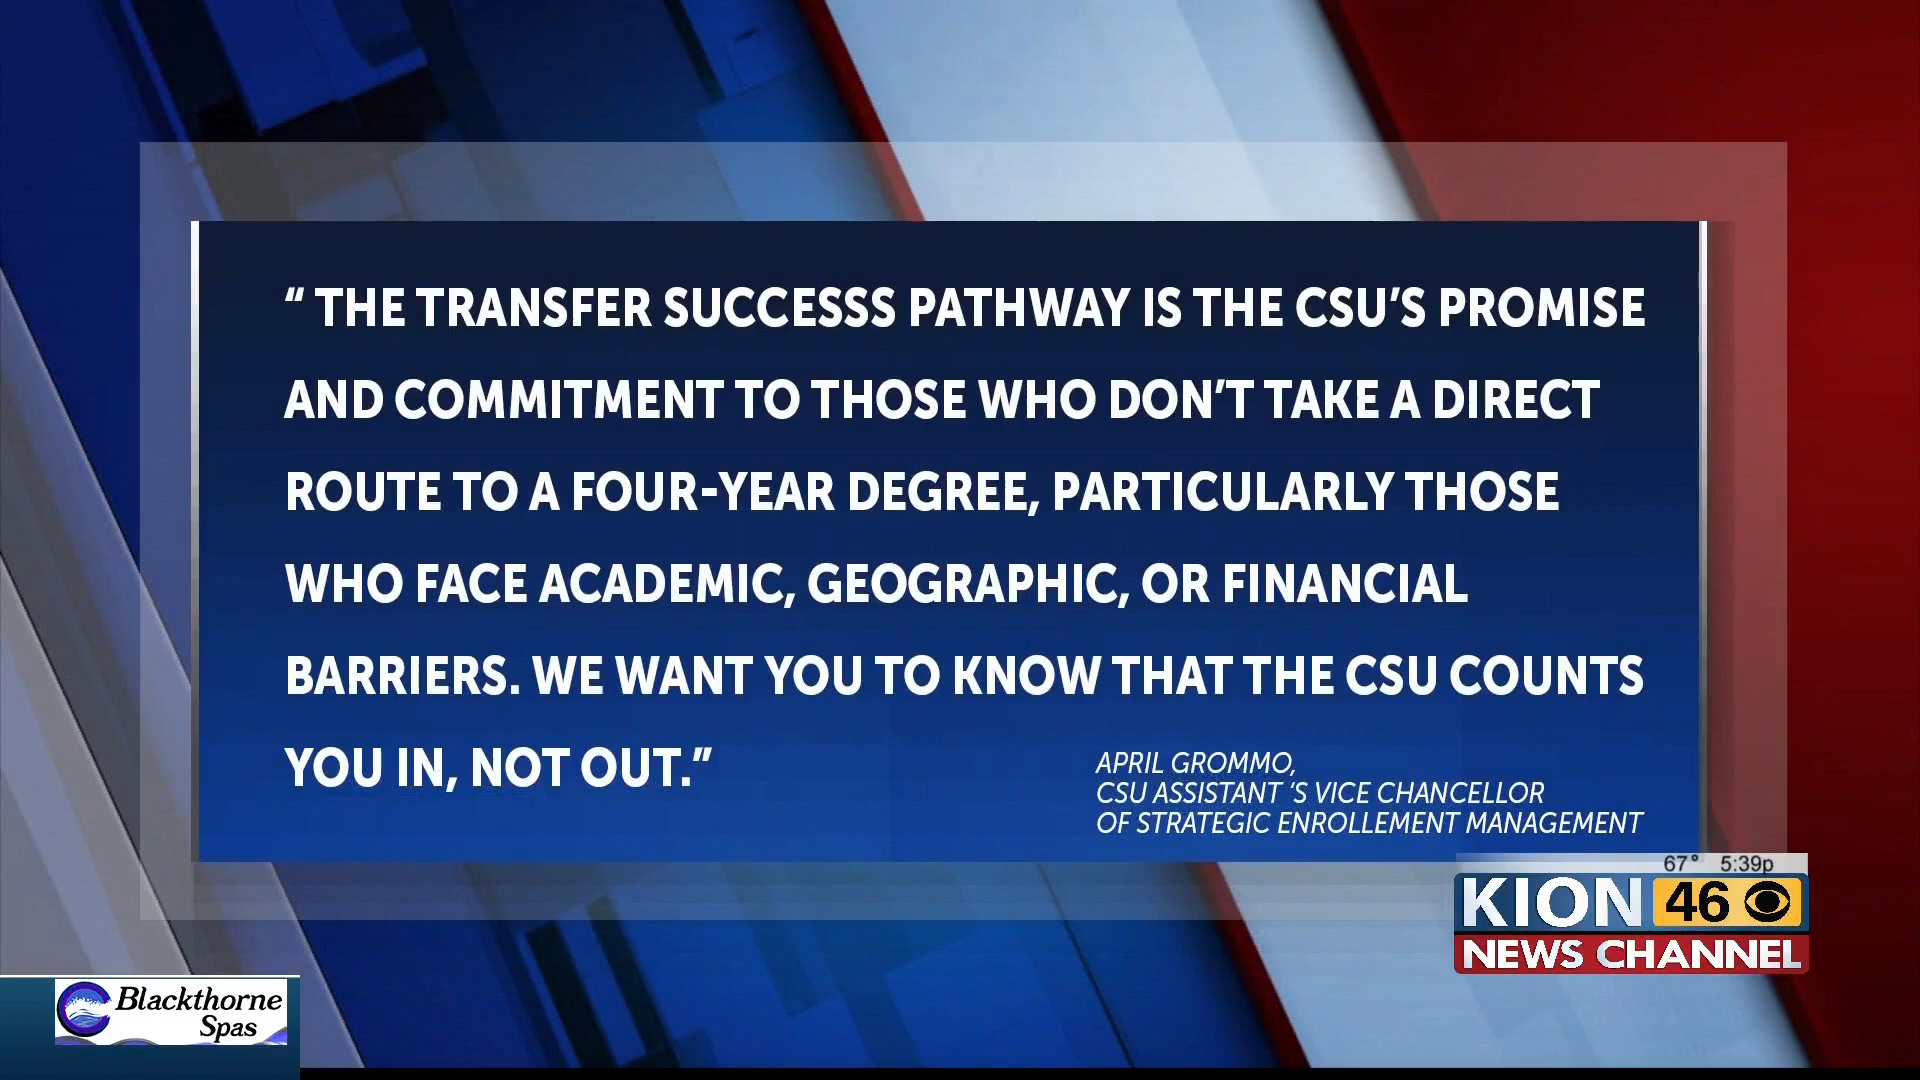 “ THE TRANSFER SUCCESSS PATHWAY IS THE CSU’S PROMISE
AND COMMITMENT TO THOSE WHO DON’T TAKE A DIRECT
ROUTE TO A FOUR-YEAR DEGREE, PARTICULARLY THOSE
WHO FACE ACADEMIC, GEOGRAPHIC, OR FINANCIAL
BARRIERS. WE WANT YOU TO KNOW THAT THE CSU COUNTS
YOU IN, NOT OUT.”
APRIL GROMMO,
CSU ASSISTANT ‘S VICE CHANCELLOR
OF STRATEGIC ENROLLEMENT MANAGEMENT
67° 5:39p
KION 46
NEWS CHANNEL
Blackthorne
Spas